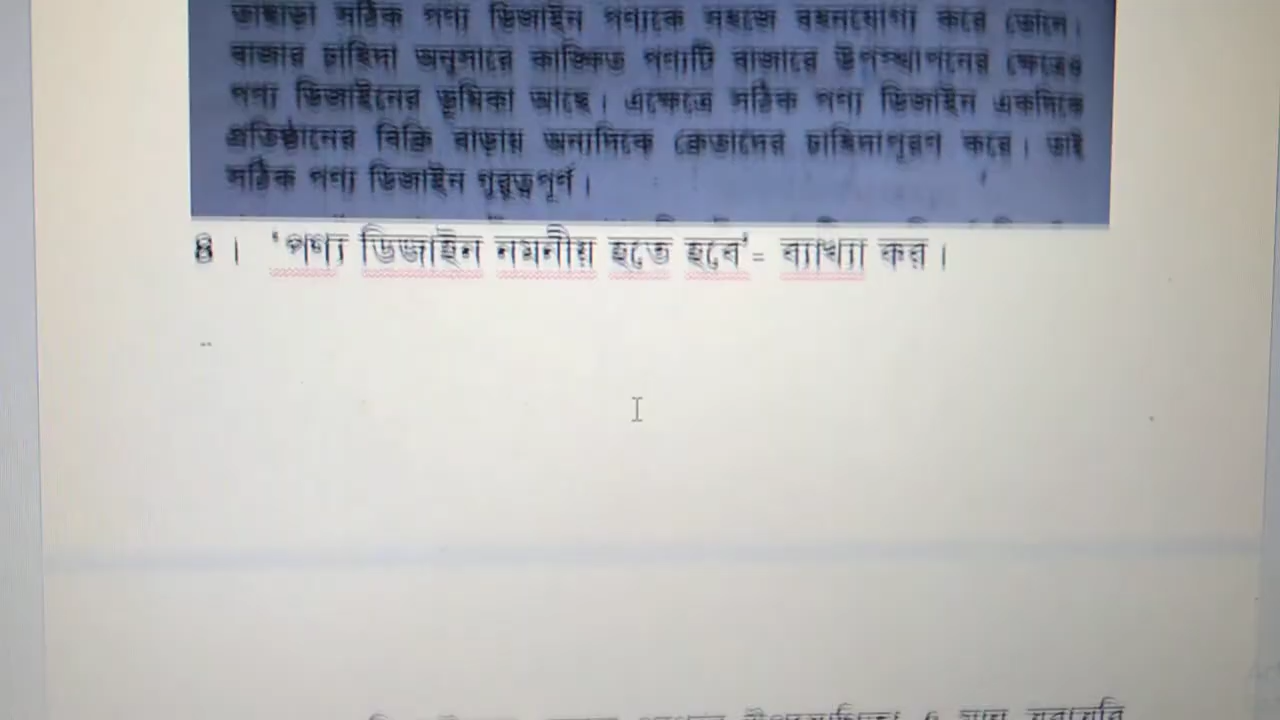 তাছাড়া সঠিক পণ্য ডিজাইন পণ্যকে সহজে বহনযোগ্য করে তোলে।
বাজার চাহিদা অনুসারে কাঙ্ক্ষিত পণ্যটি বাজারে উপস্থাপনের ক্ষেত্রেও
পণ্য ডিজাইনের ভূমিকা আছে। এক্ষেত্রে সঠিক পণ্য ডিজাইন একদিকে
প্রতিষ্ঠানের বিক্রি বাড়ায় অন্যদিকে ক্রেতাদের চাহিদাপূরণ করে। তাই
সঠিক পণ্য ডিজাইন গুরুত্বপূর্ণ।
৪। 'পণ্য ডিজাইন নমনীয় হতে হবে'- ব্যাখ্যা কর।